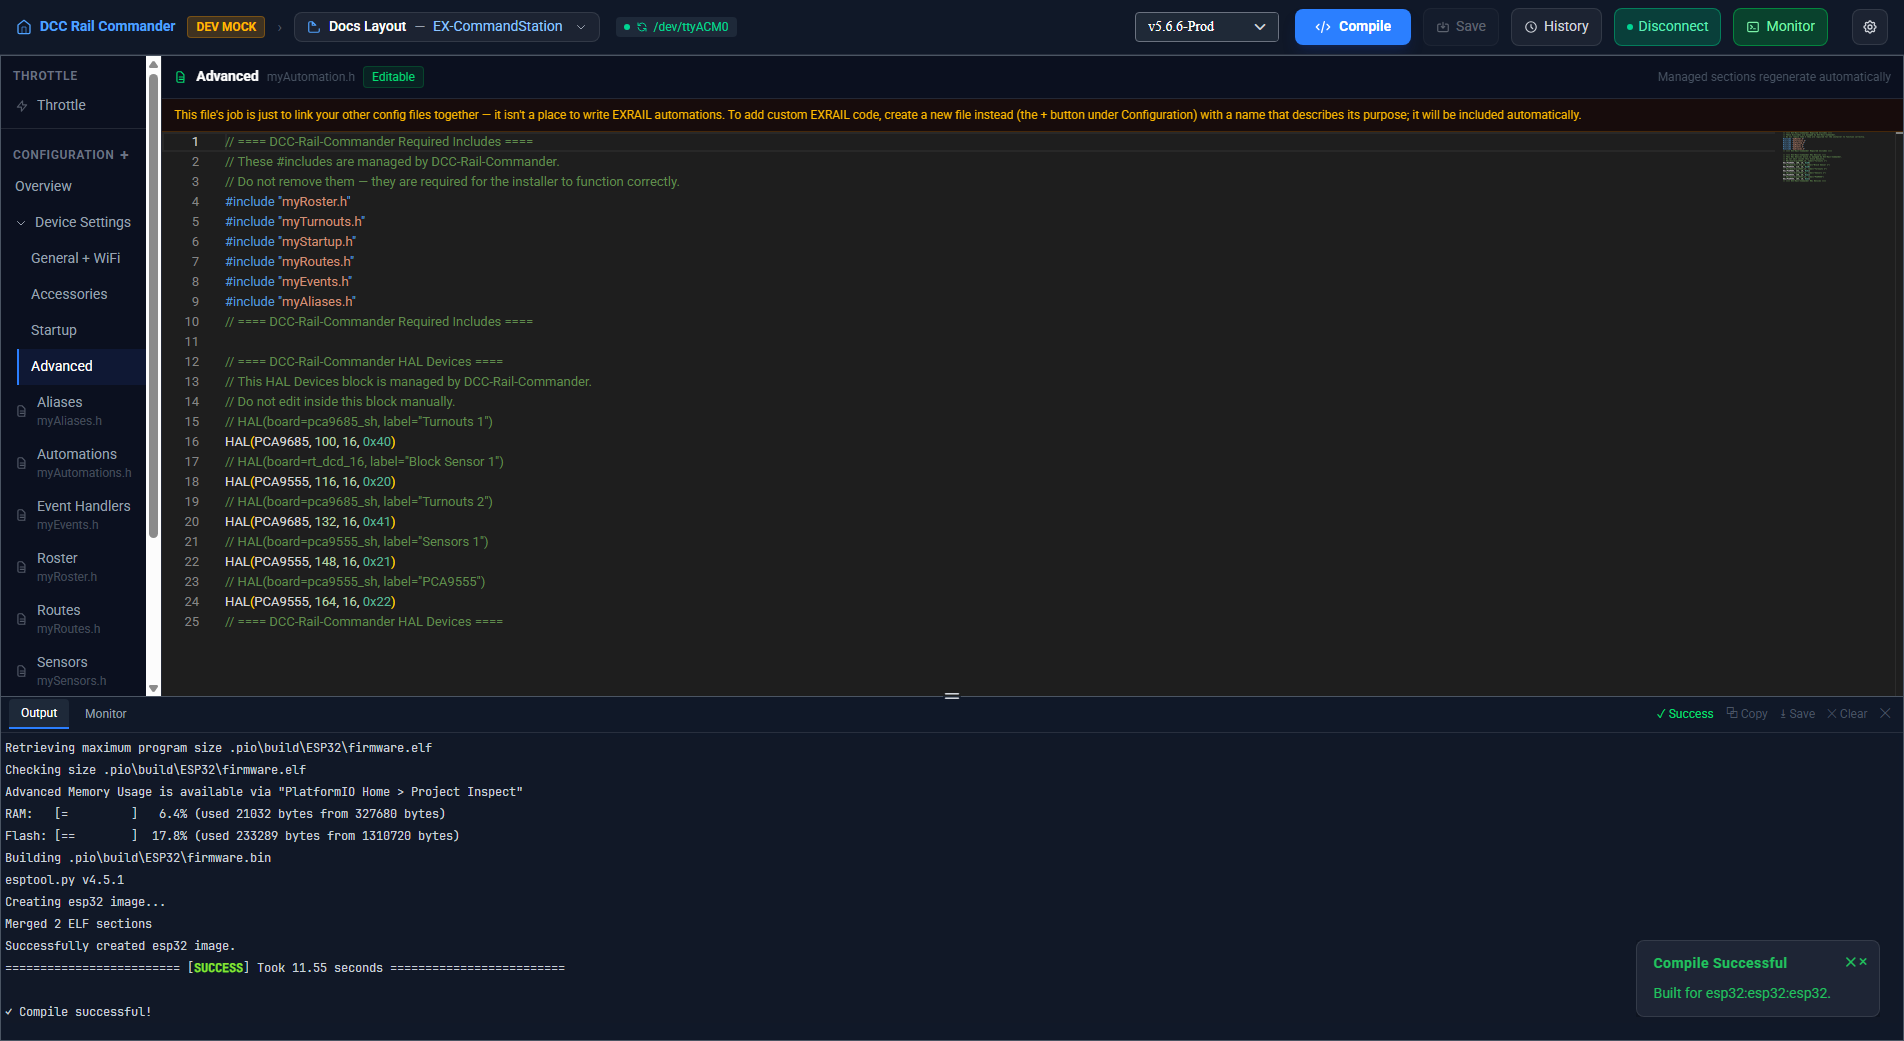 DCC Rail Commander DEV MOCK › Docs Layout — EX-CommandStation /dev/ttyACM0 v5.6.6-Prod </> Compile Save History Disconnect Monitor
THROTTLE
Throttle
CONFIGURATION +
Overview
Device Settings
General + WiFi
Accessories
Startup
Advanced
Aliases
myAliases.h
Automations
myAutomations.h
Event Handlers
myEvents.h
Roster
myRoster.h
Routes
myRoutes.h
Sensors
mySensors.h
Advanced myAutomation.h Editable Managed sections regenerate automatically
This file's job is just to link your other config files together — it isn't a place to write EXRAIL automations. To add custom EXRAIL code, create a new file instead (the + button under Configuration) with a name that describes its purpose; it will be included automatically.
1 // ==== DCC-Rail-Commander Required Includes ====
2 // These #includes are managed by DCC-Rail-Commander.
3 // Do not remove them — they are required for the installer to function correctly.
4 #include "myRoster.h"
5 #include "myTurnouts.h"
6 #include "myStartup.h"
7 #include "myRoutes.h"
8 #include "myEvents.h"
9 #include "myAliases.h"
10 // ==== DCC-Rail-Commander Required Includes ====
11
12 // ==== DCC-Rail-Commander HAL Devices ====
13 // This HAL Devices block is managed by DCC-Rail-Commander.
14 // Do not edit inside this block manually.
15 // HAL(board=pca9685_sh, label="Turnouts 1")
16 HAL(PCA9685, 100, 16, 0x40)
17 // HAL(board=rt_dcd_16, label="Block Sensor 1")
18 HAL(PCA9555, 116, 16, 0x20)
19 // HAL(board=pca9685_sh, label="Turnouts 2")
20 HAL(PCA9685, 132, 16, 0x41)
21 // HAL(board=pca9555_sh, label="Sensors 1")
22 HAL(PCA9555, 148, 16, 0x21)
23 // HAL(board=pca9555_sh, label="PCA9555")
24 HAL(PCA9555, 164, 16, 0x22)
25 // ==== DCC-Rail-Commander HAL Devices ====
Output Monitor ✓ Success Copy Save Clear
Retrieving maximum program size .pio\build\ESP32\firmware.elf
Checking size .pio\build\ESP32\firmware.elf
Advanced Memory Usage is available via "PlatformIO Home > Project Inspect"
RAM:   [=         ]   6.4% (used 21032 bytes from 327680 bytes)
Flash: [==        ]  17.8% (used 233289 bytes from 1310720 bytes)
Building .pio\build\ESP32\firmware.bin
esptool.py v4.5.1
Creating esp32 image...
Merged 2 ELF sections
Successfully created esp32 image.
========================= [SUCCESS] Took 11.55 seconds =========================
✓ Compile successful!
Compile Successful
Built for esp32:esp32:esp32.